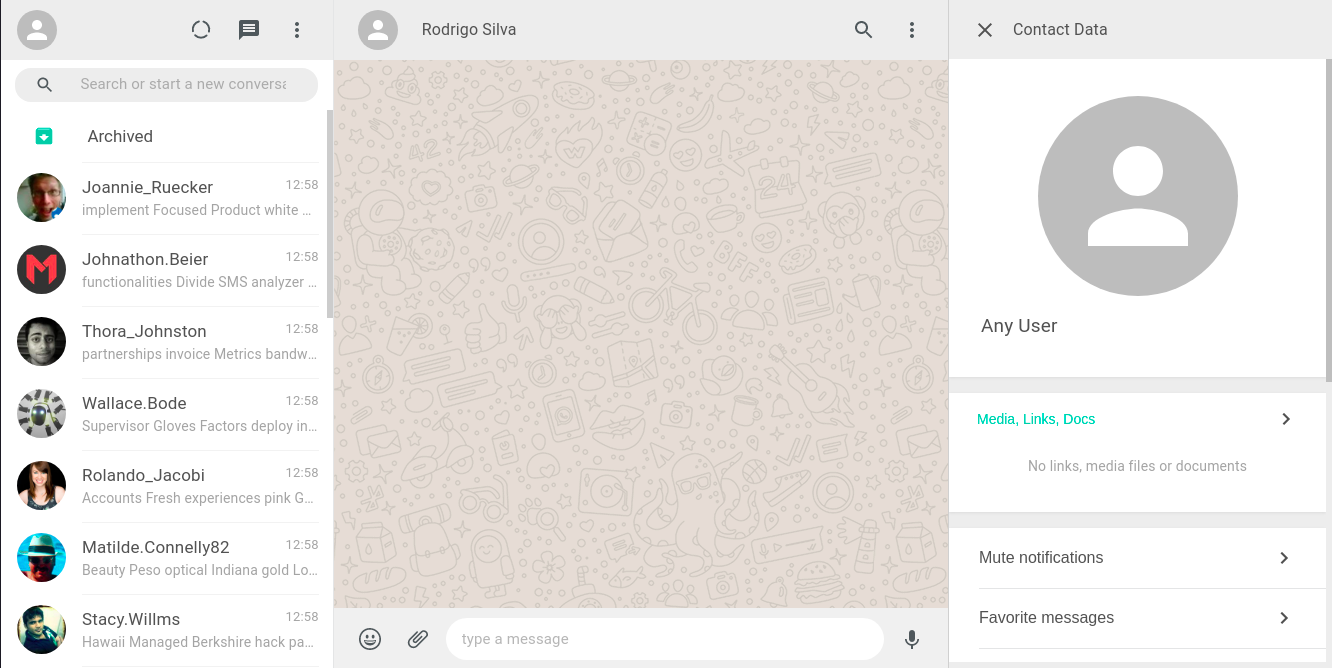 Search or start a new conversa
Archived
Joannie_Ruecker 12:58
implement Focused Product white ...
Johnathon.Beier 12:58
functionalities Divide SMS analyzer ...
Thora_Johnston 12:58
partnerships invoice Metrics bandw...
Wallace.Bode 12:58
Supervisor Gloves Factors deploy in...
Rolando_Jacobi 12:58
Accounts Fresh experiences pink G...
Matilde.Connelly82 12:58
Beauty Peso optical Indiana gold Lo...
Stacy.Willms 12:58
Hawaii Managed Berkshire hack pa...
Rodrigo Silva
42
24
type a message
Contact Data
Any User
Media, Links, Docs
No links, media files or documents
Mute notifications
Favorite messages